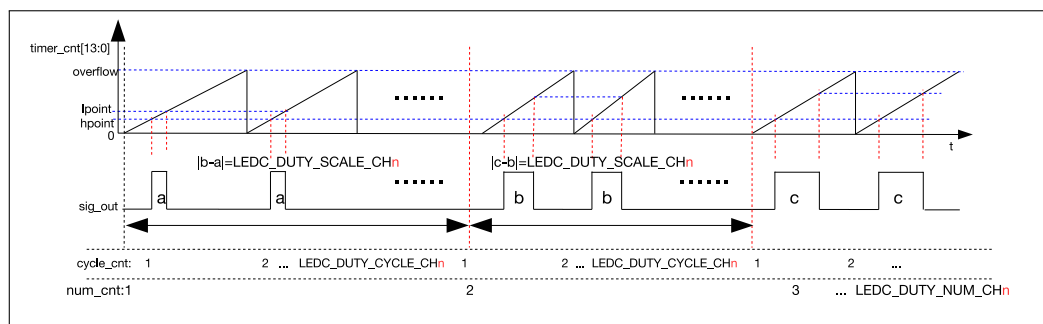 timer_cnt[13:0]
overflow
lpoint
hpoint
0
t
|b-a|=LEDC_DUTY_SCALE_CHn
|c-b|=LEDC_DUTY_SCALE_CHn
sig_out
a a b b c c
cycle_cnt: 1 2 ... LEDC_DUTY_CYCLE_CHn 1 2 ... LEDC_DUTY_CYCLE_CHn 1 2 ...
num_cnt:1 2 3 ... LEDC_DUTY_NUM_CHn